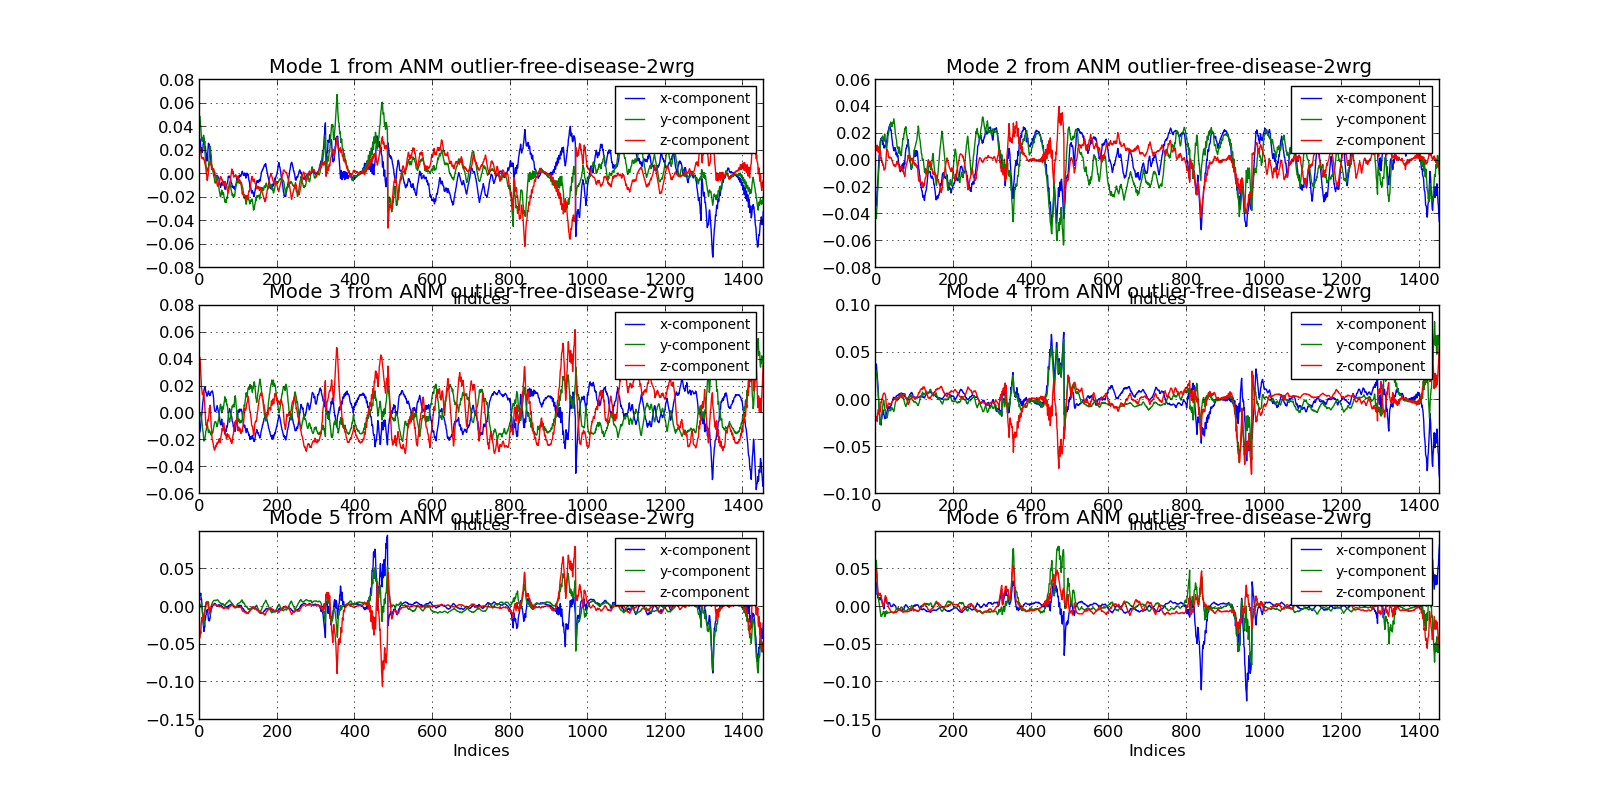 Mode 1 from ANM outlier-free-disease-2wrg
0.08
0.06
0.04
0.02
0.00
−0.02
−0.04
−0.06
−0.08
0 200 400 600 800 1000 1200 1400
Indices
x-component
y-component
z-component
Mode 2 from ANM outlier-free-disease-2wrg
0.06
0.04
0.02
0.00
−0.02
−0.04
−0.06
−0.08
0 200 400 600 800 1000 1200 1400
Indices
x-component
y-component
z-component
Mode 3 from ANM outlier-free-disease-2wrg
0.08
0.06
0.04
0.02
0.00
−0.02
−0.04
−0.06
0 200 400 600 800 1000 1200 1400
Indices
x-component
y-component
z-component
Mode 4 from ANM outlier-free-disease-2wrg
0.10
0.05
0.00
−0.05
−0.10
0 200 400 600 800 1000 1200 1400
x-component
y-component
z-component
Indices
Mode 5 from ANM outlier-free-disease-2wrg
0.05
0.00
−0.05
−0.10
−0.15
0 200 400 600 800 1000 1200 1400
Indices
x-component
y-component
z-component
Mode 6 from ANM outlier-free-disease-2wrg
0.05
0.00
−0.05
−0.10
−0.15
0 200 400 600 800 1000 1200 1400
Indices
x-component
y-component
z-component